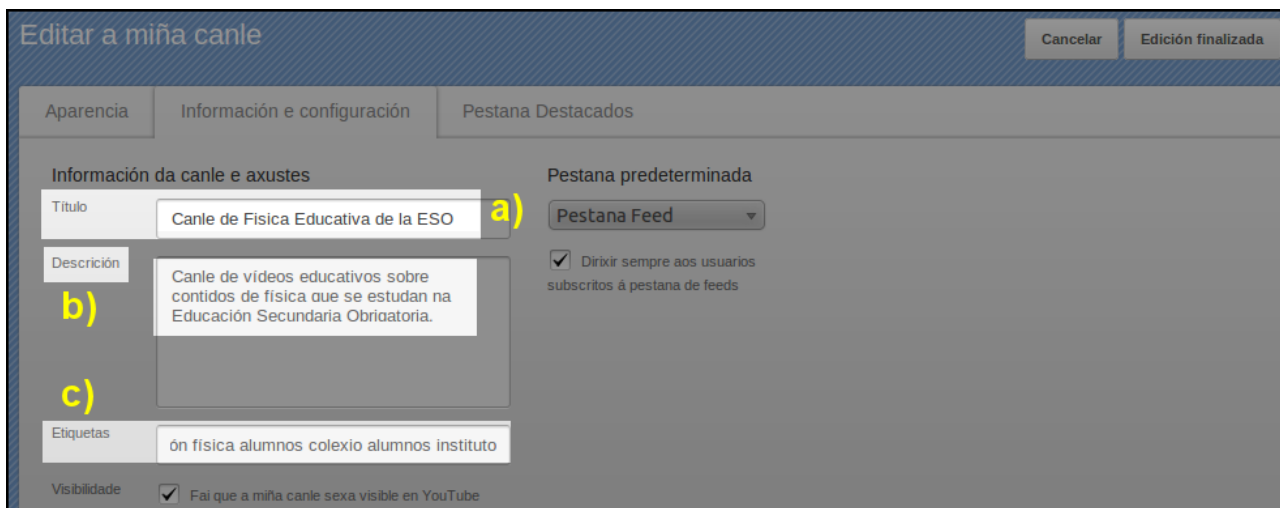 Editar a miña canle
Cancelar
Edición finalizada
Aparencia
Información e configuración
Pestana Destacados
Información da canle e axustes
Título
Canle de Fisica Educativa de la ESO
a)
Descrición
Canle de vídeos educativos sobre
contidos de física que se estudan na
Educación Secundaria Obrigatoria.
b)
c)
Etiquetas
ón física alumnos colexio alumnos instituto
Visibilidade
Fai que a miña canle sexa visible en YouTube
Pestana predeterminada
Pestana Feed
Dirixir sempre aos usuarios
subscritos á pestana de feeds